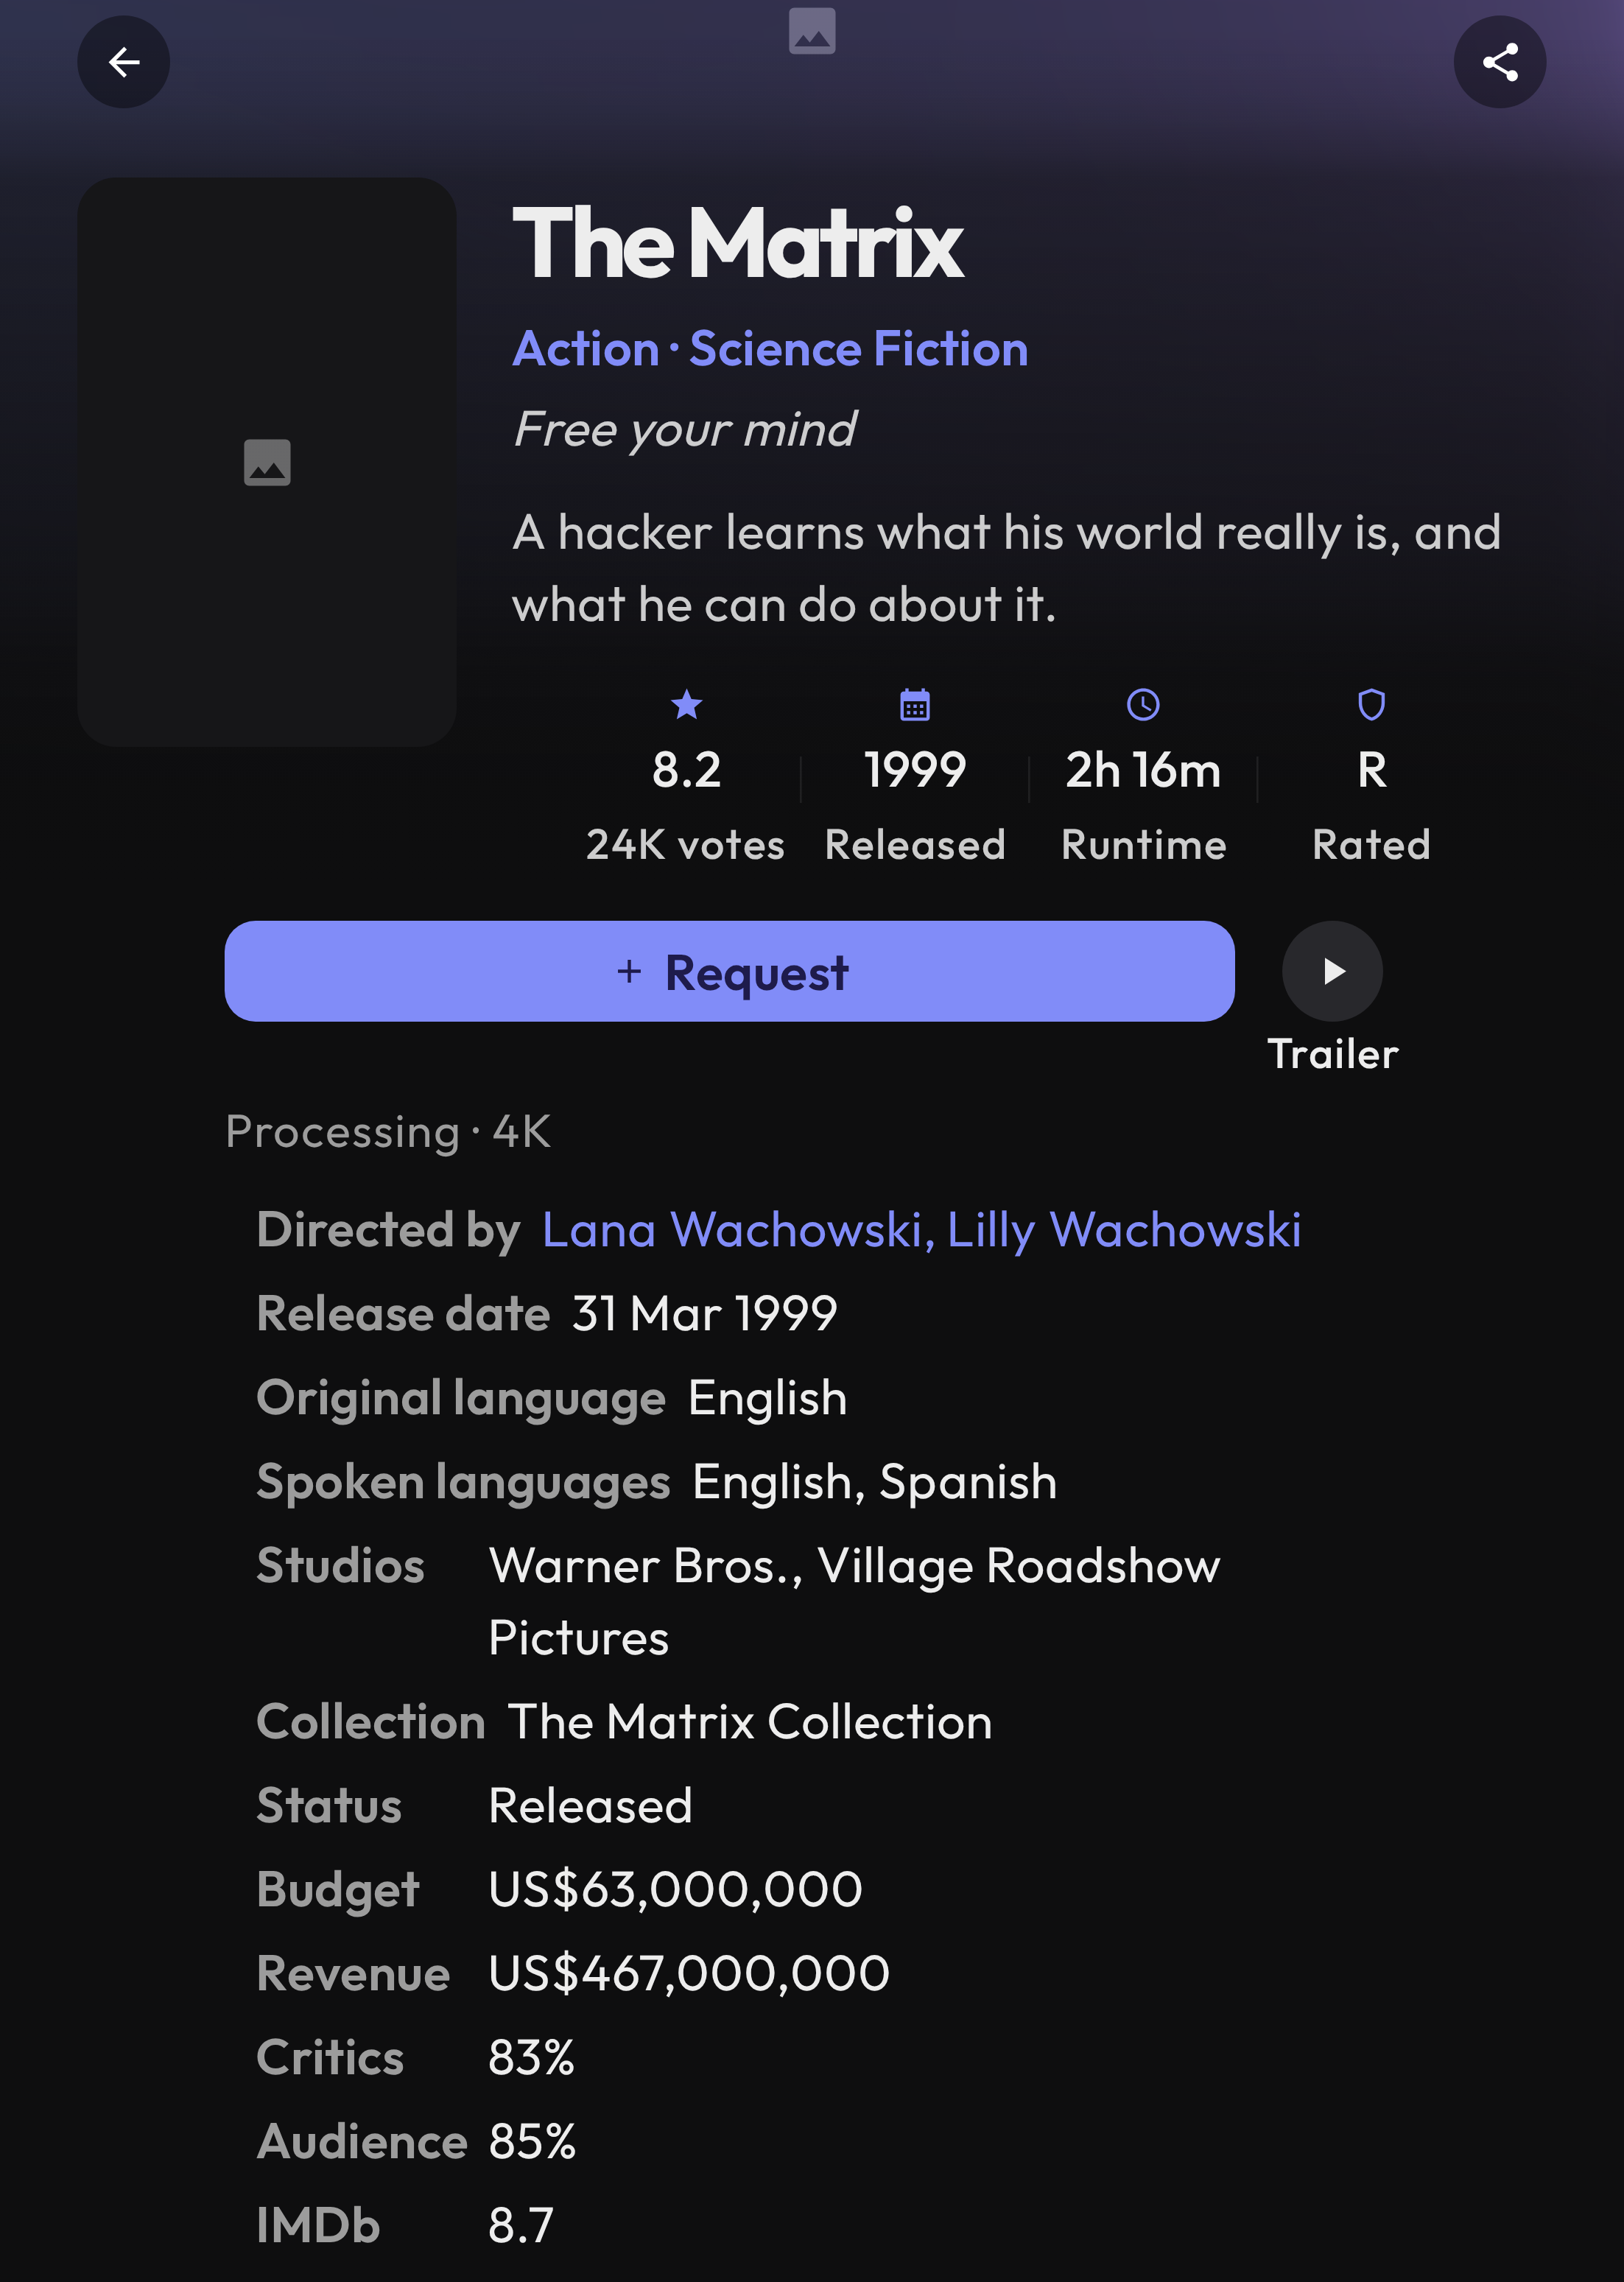 The Matrix
Action · Science Fiction
Free your mind
A hacker learns what his world really is, and
what he can do about it.
8.2 1999 2h 16m R
24K votes Released Runtime Rated
+ Request
Trailer
Processing · 4K
Directed by Lana Wachowski, Lilly Wachowski
Release date 31 Mar 1999
Original language English
Spoken languages English, Spanish
Studios Warner Bros., Village Roadshow
Pictures
Collection The Matrix Collection
Status Released
Budget US$63,000,000
Revenue US$467,000,000
Critics 83%
Audience 85%
IMDb 8.7